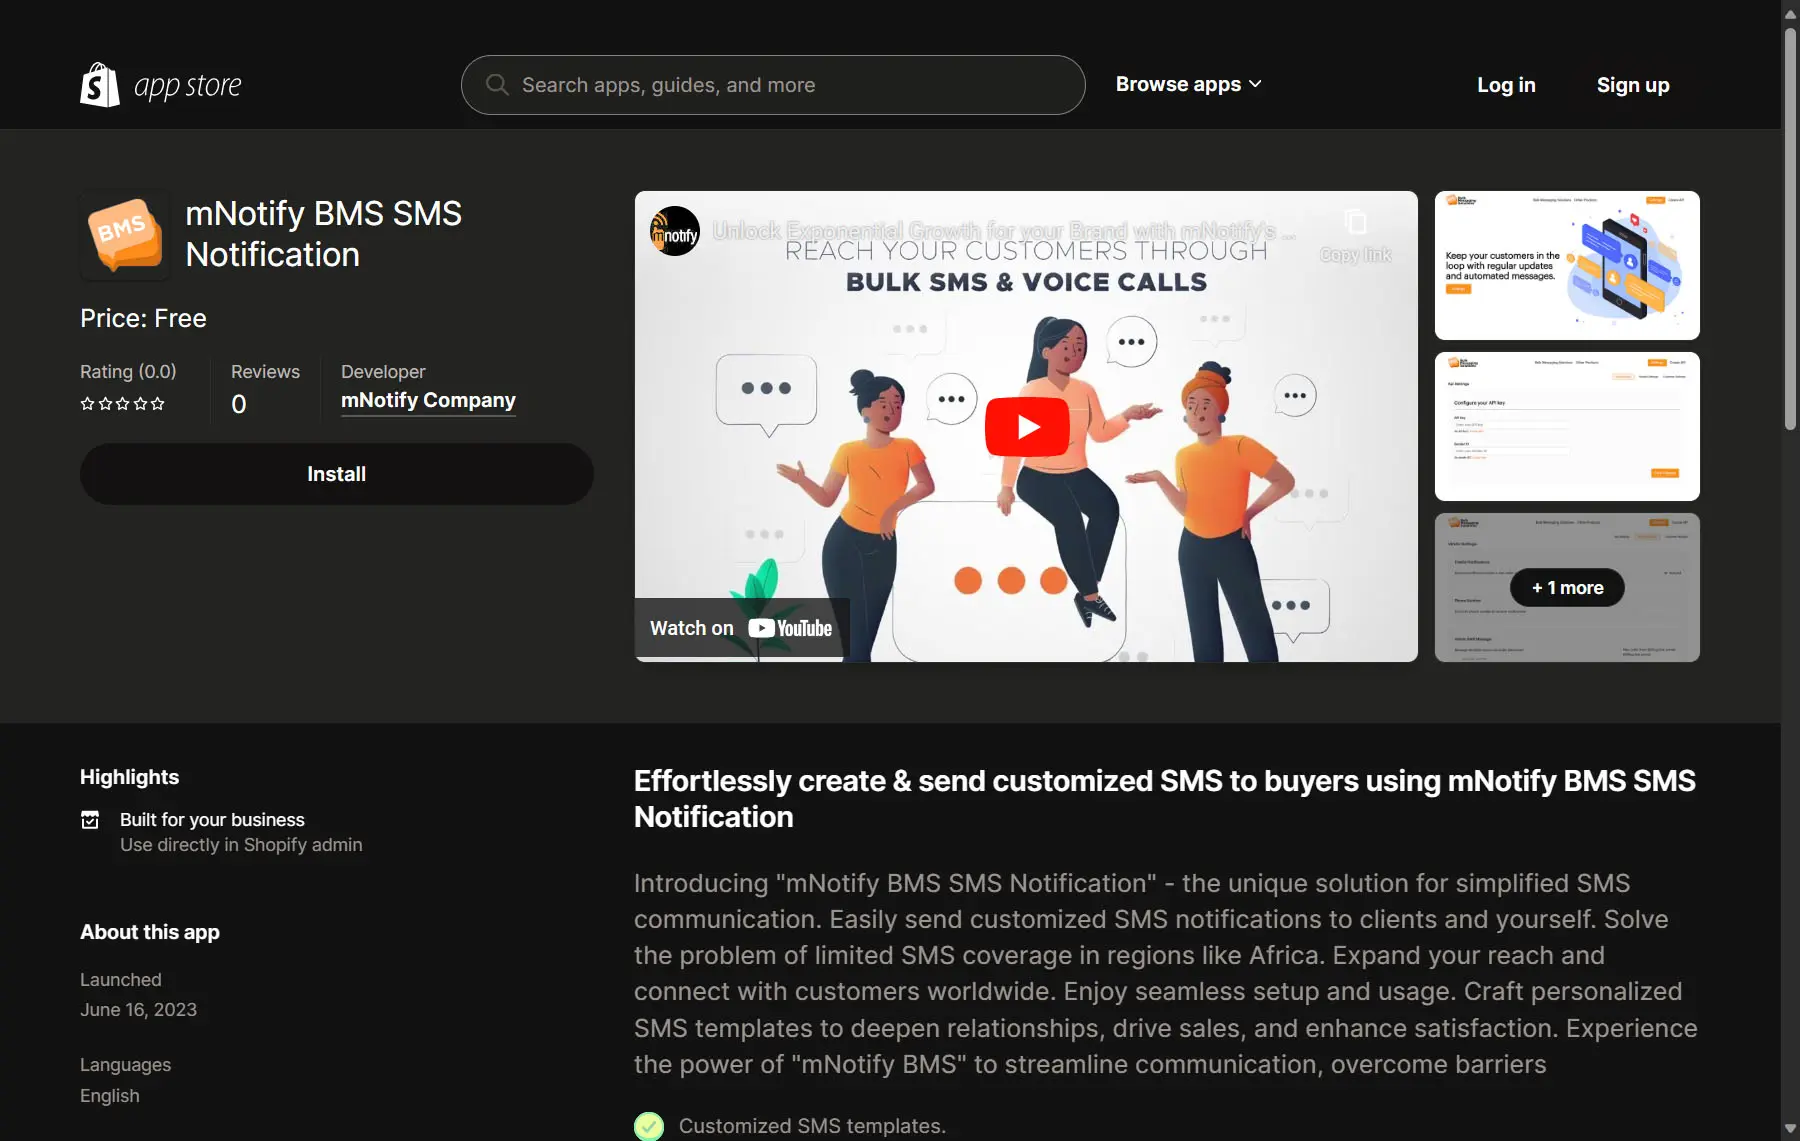 app store
Search apps, guides, and more
Browse apps
Log in
Sign up
BMS
mNotify BMS SMS
Notification
Price: Free
Rating (0.0)
Reviews
0
Developer
mNotify Company
Install
mnotify
Unlock Exponential Growth for your Brand with mNotify's ...
Copy link
REACH YOUR CUSTOMERS THROUGH
BULK SMS & VOICE CALLS
Watch on YouTube
Keep your customers in the
loop with regular updates
and automated messages.
Configure your API key
+ 1 more
Highlights
Built for your business
Use directly in Shopify admin
About this app
Launched
June 16, 2023
Languages
English
Effortlessly create & send customized SMS to buyers using mNotify BMS SMS
Notification
Introducing "mNotify BMS SMS Notification" - the unique solution for simplified SMS
communication. Easily send customized SMS notifications to clients and yourself. Solve
the problem of limited SMS coverage in regions like Africa. Expand your reach and
connect with customers worldwide. Enjoy seamless setup and usage. Craft personalized
SMS templates to deepen relationships, drive sales, and enhance satisfaction. Experience
the power of "mNotify BMS" to streamline communication, overcome barriers
Customized SMS templates.